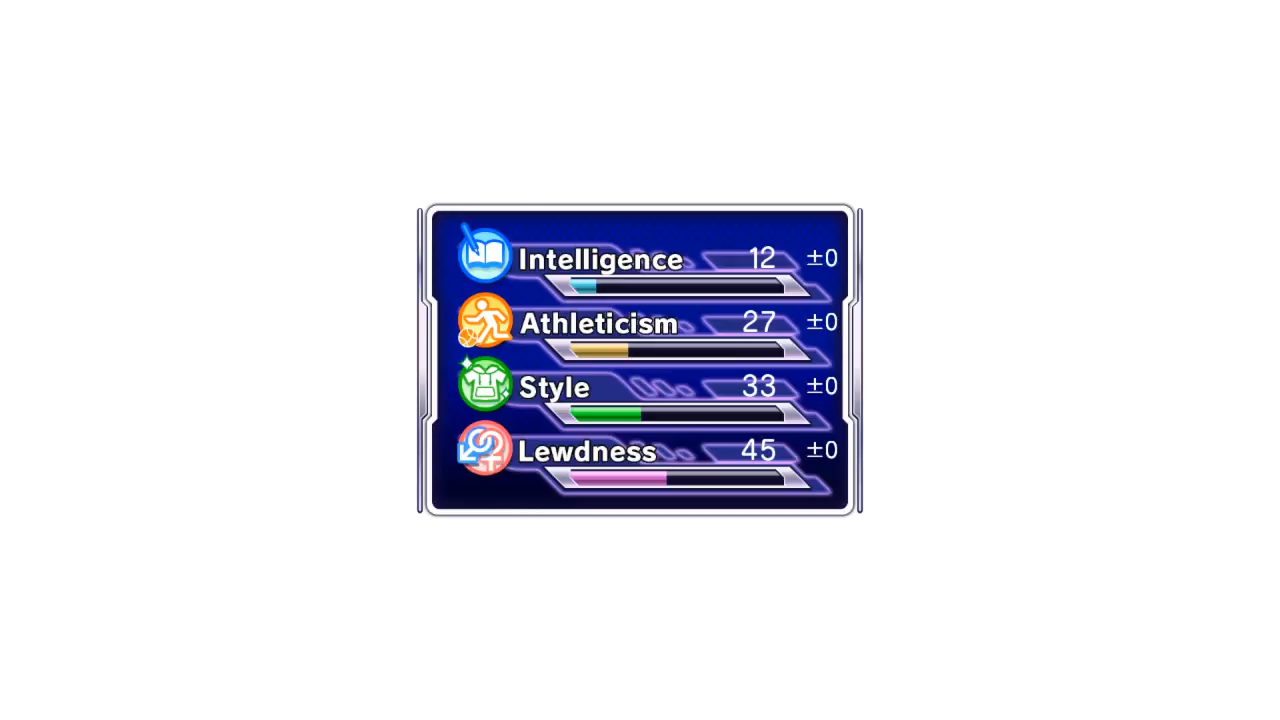 Intelligence 12 ±0
Athleticism 27 ±0
Style 33 ±0
Lewdness 45 ±0